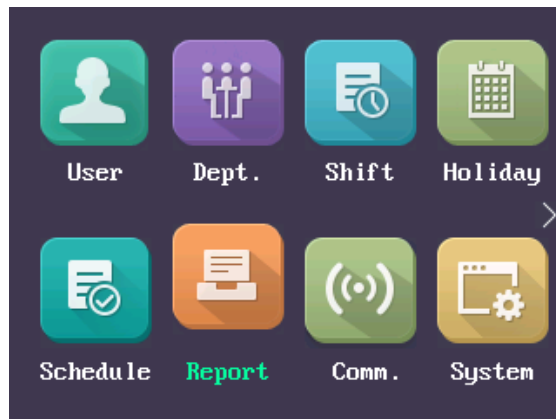 User Dept. Shift Holiday
Schedule Report Comm. System